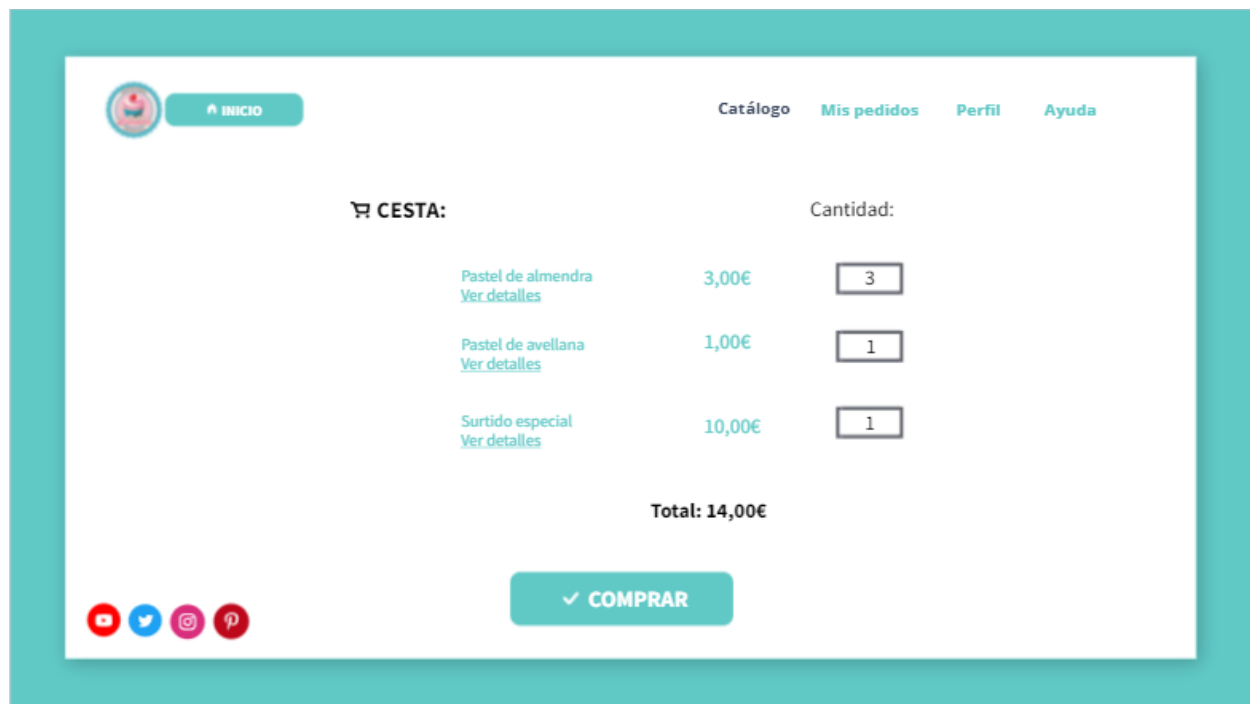 INICIO
Catálogo
Mis pedidos
Perfil
Ayuda
CESTA:
Cantidad:
Pastel de almendra
3,00€
3
Ver detalles
Pastel de avellana
1,00€
1
Ver detalles
Surtido especial
10,00€
1
Ver detalles
Total: 14,00€
COMPRAR